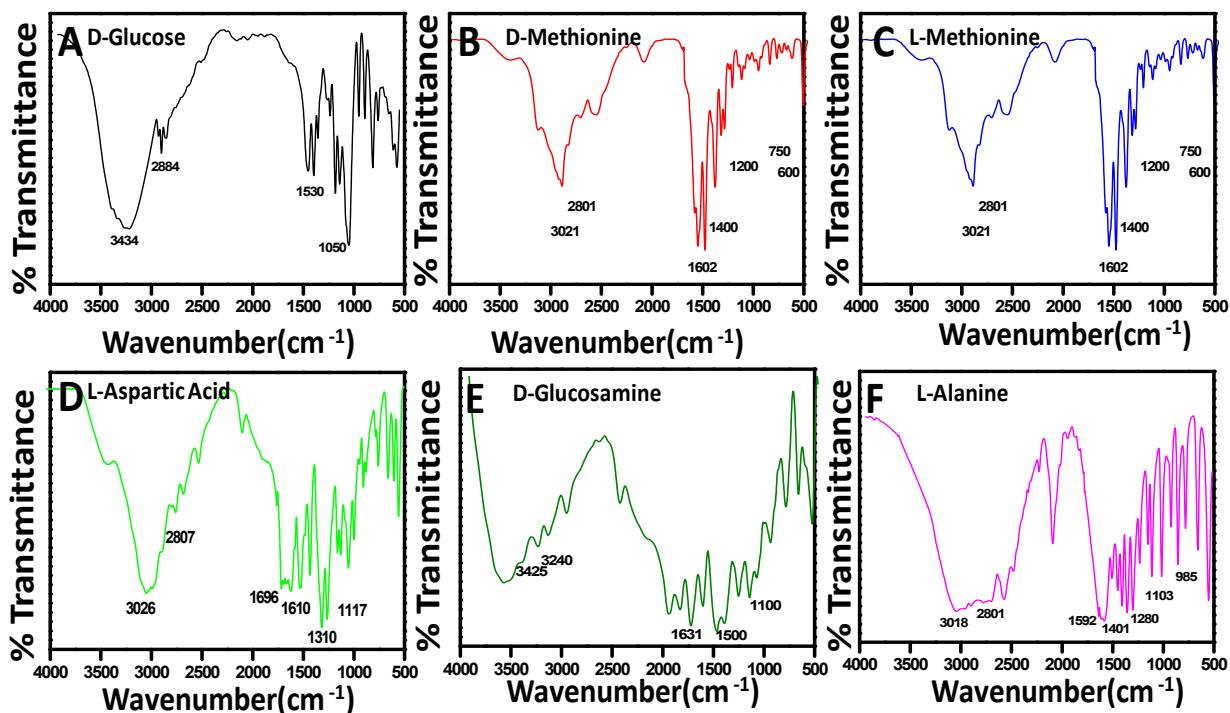 A D-Glucose
% Transmittance
2884
3434
1530
1050
4000 3500 3000 2500 2000 1500 1000 500
Wavenumber(cm-1)
B D-Methionine
% Transmittance
2801
3021
1602
1400
1200
750
600
4000 3500 3000 2500 2000 1500 1000 500
Wavenumber(cm-1)
C L-Methionine
% Transmittance
2801
3021
1602
1400
1200
750
600
4000 3500 3000 2500 2000 1500 1000 500
Wavenumber(cm-1)
D L-Aspartic Acid
% Transmittance
2807
3026
1696
1610
1310
1117
4000 3500 3000 2500 2000 1500 1000 500
Wavenumber(cm-1)
E D-Glucosamine
% Transmittance
3425
3240
1631
1500
1100
4000 3500 3000 2500 2000 1500 1000 500
Wavenumber(cm-1)
F L-Alanine
% Transmittance
3018
2801
1592
1401
1280
1103
985
4000 3500 3000 2500 2000 1500 1000 500
Wavenumber(cm-1)